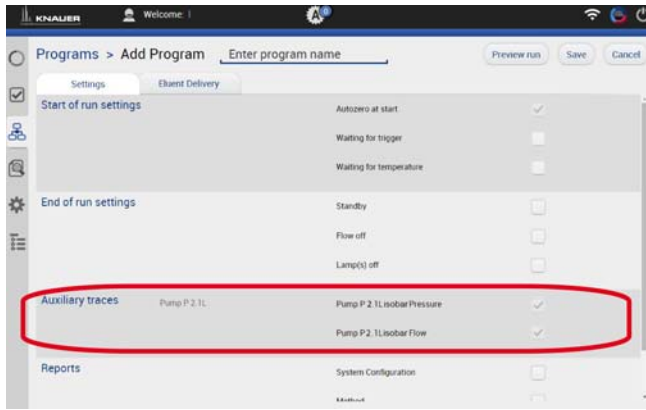 KNAUER Welcome:
Programs > Add Program Enter program name Preview run Save Cancel
Settings Eluent Delivery
Start of run settings Autozero at start
Waiting for trigger
Waiting for temperature
End of run settings Standby
Flow off
Lamp(s) off
Auxiliary traces Pump P 2.1L Pump P 2.1L isobar Pressure
Pump P 2.1L isobar Flow
Reports System Configuration
Method